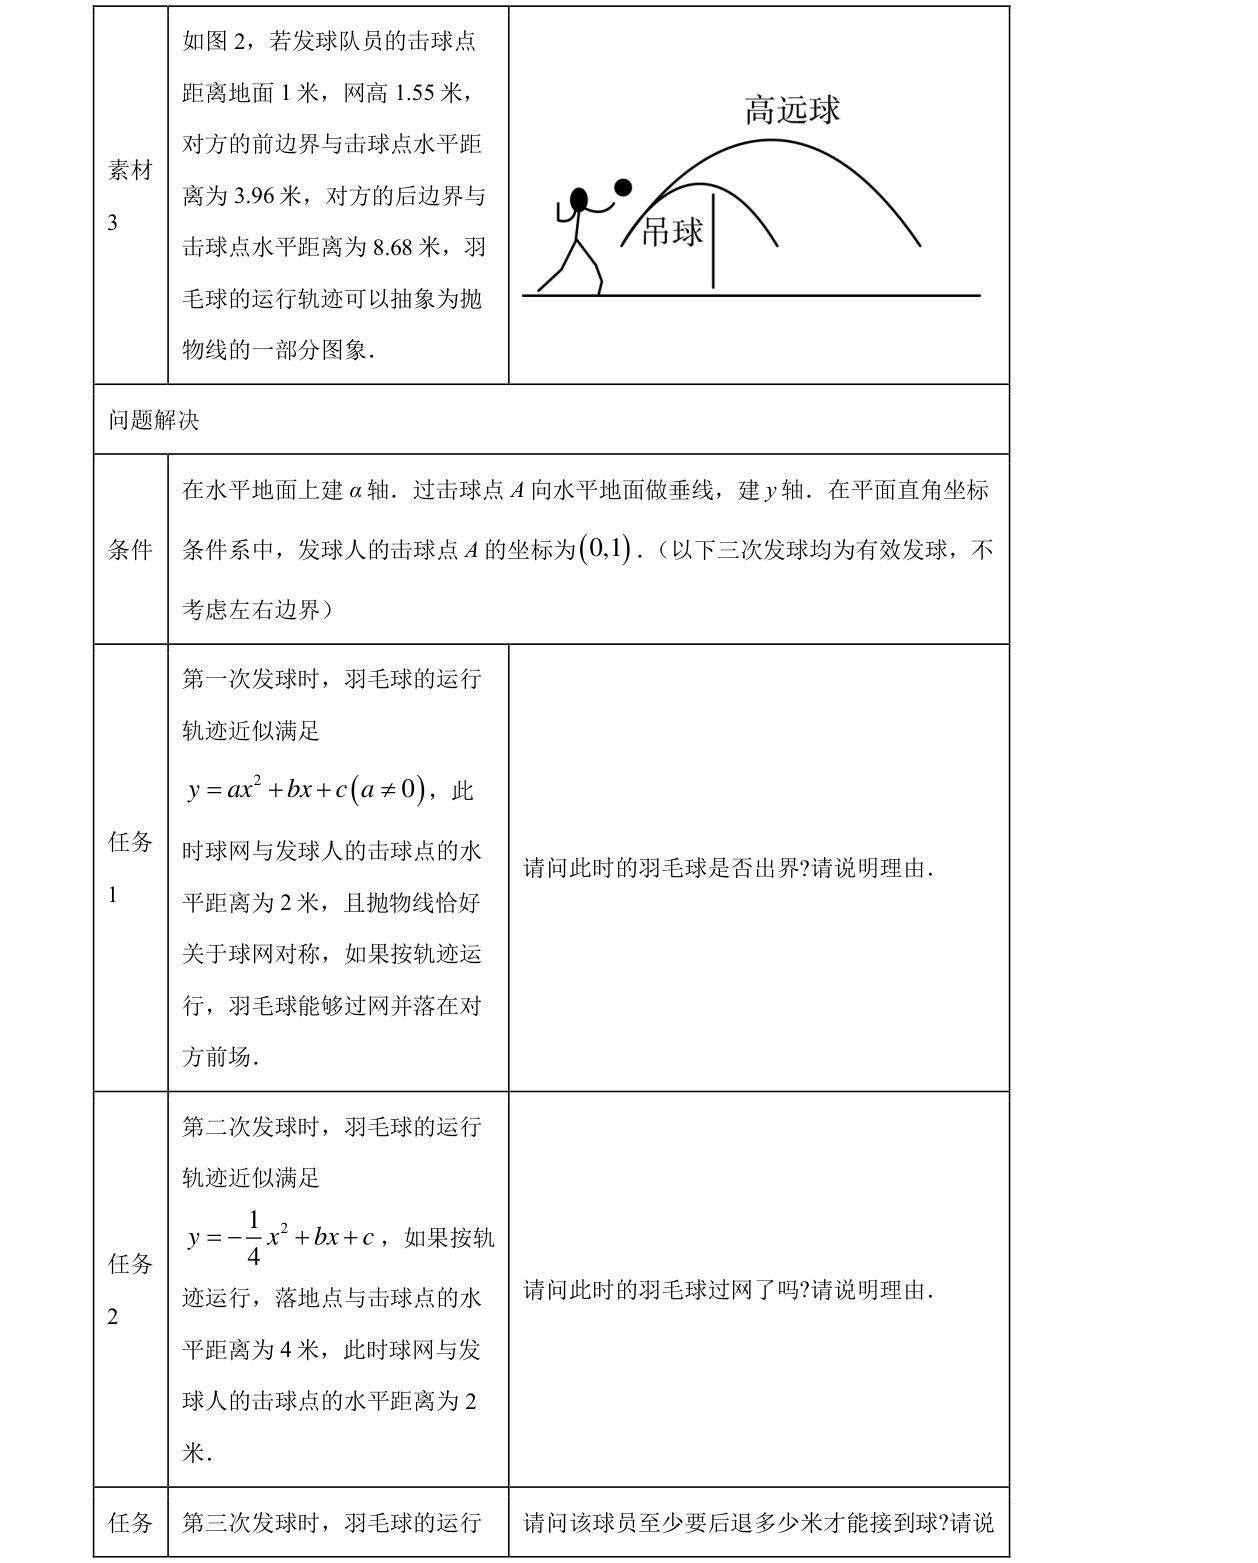 素材
3
如图 2，若发球队员的击球点
距离地面 1 米，网高 1.55 米，
对方的前边界与击球点水平距
离为 3.96 米，对方的后边界与
击球点水平距离为 8.68 米，羽
毛球的运行轨迹可以抽象为抛
物线的一部分图象．
高远球
吊球
问题解决
条件
在水平地面上建 α 轴．过击球点 A 向水平地面做垂线，建 y 轴．在平面直角坐标
条件系中，发球人的击球点 A 的坐标为(0,1)．（以下三次发球均为有效发球，不
考虑左右边界）
任务
1
第一次发球时，羽毛球的运行
轨迹近似满足
y = ax² + bx + c(a ≠ 0)，此
时球网与发球人的击球点的水
平距离为 2 米，且抛物线恰好
关于球网对称，如果按轨迹运
行，羽毛球能够过网并落在对
方前场．
请问此时的羽毛球是否出界?请说明理由．
任务
2
第二次发球时，羽毛球的运行
轨迹近似满足
y = −1/4 x² + bx + c，如果按轨
迹运行，落地点与击球点的水
平距离为 4 米，此时球网与发
球人的击球点的水平距离为 2
米．
请问此时的羽毛球过网了吗?请说明理由．
任务
第三次发球时，羽毛球的运行
请问该球员至少要后退多少米才能接到球?请说